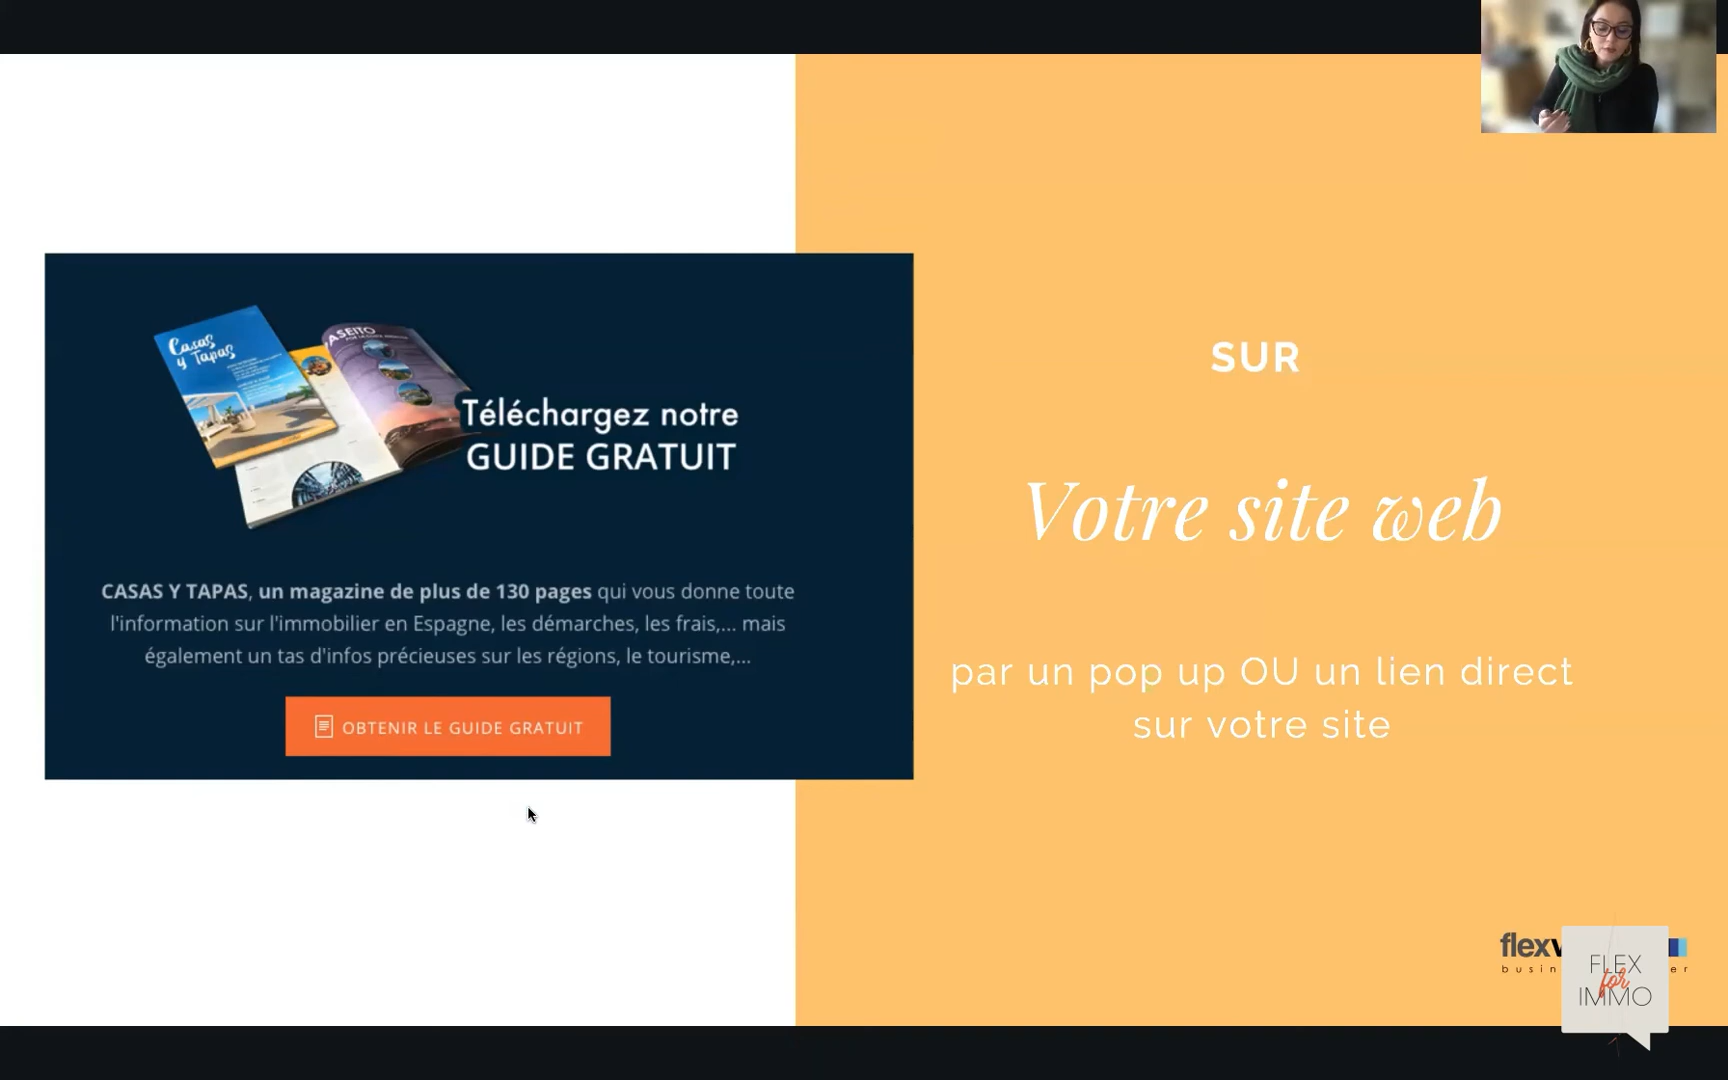 Casas
y Tapas
ASEITO
Téléchargez notre
GUIDE GRATUIT
CASAS Y TAPAS, un magazine de plus de 130 pages qui vous donne toute
l'information sur l'immobilier en Espagne, les démarches, les frais,... mais
également un tas d'infos précieuses sur les régions, le tourisme,...
OBTENIR LE GUIDE GRATUIT
SUR
Votre site web
par un pop up OU un lien direct
sur votre site
FLEX
for
IMMO